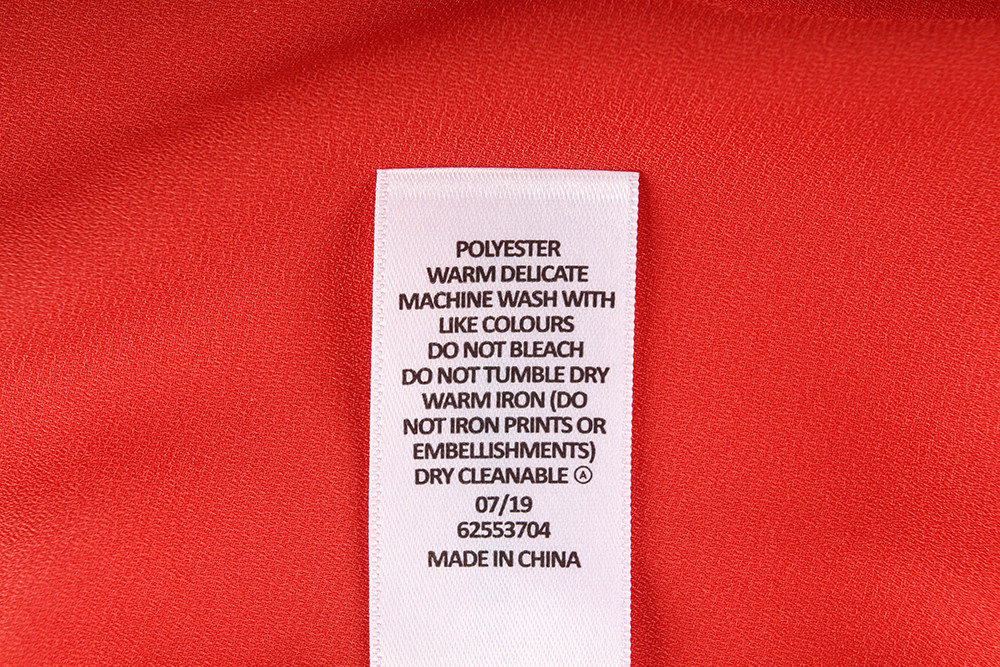 POLYESTER
WARM DELICATE
MACHINE WASH WITH
LIKE COLOURS
DO NOT BLEACH
DO NOT TUMBLE DRY
WARM IRON (DO
NOT IRON PRINTS OR
EMBELLISHMENTS)
DRY CLEANABLE Ⓐ
07/19
62553704
MADE IN CHINA